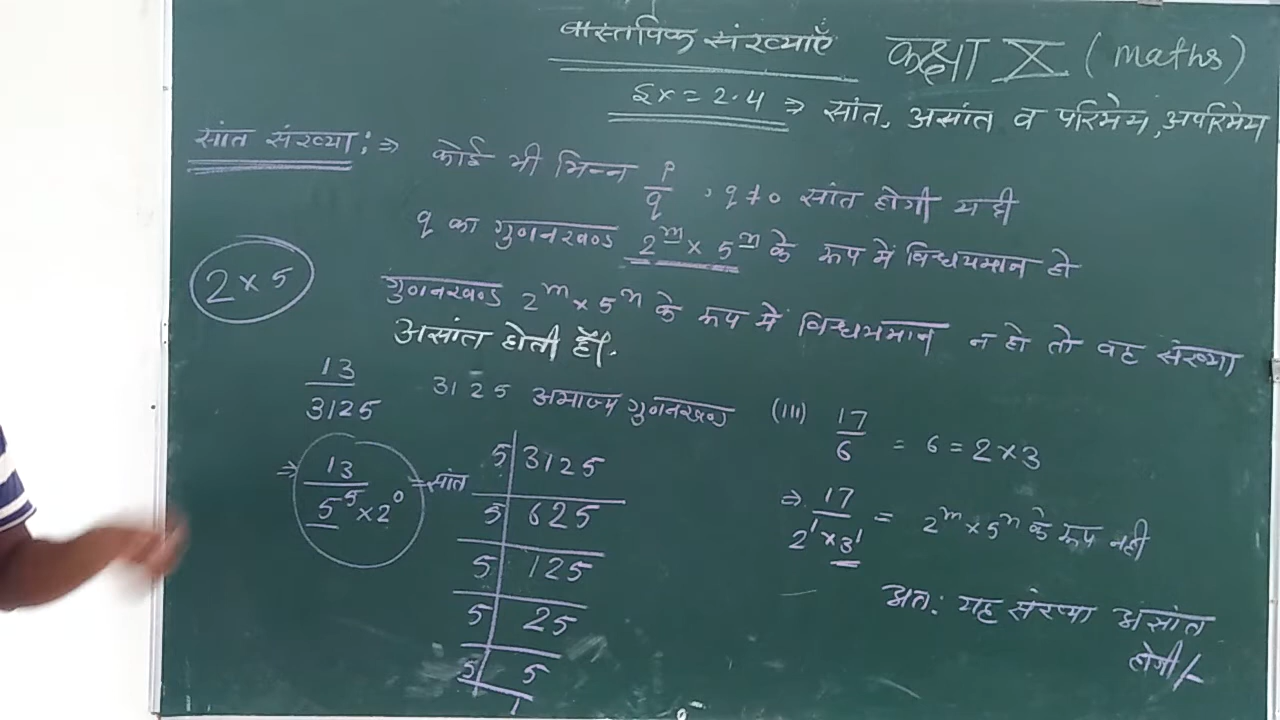 वास्तविक संख्याएँ कक्षा X (maths)
Ex = 2.4 ⇒ सांत, असांत व परिमेय, अपरिमेय
सांत संख्या :⇒ कोई भी भिन्न p/q , q ≠ 0 सांत होगी यदी
q का गुणनखण्ड 2^m × 5^n के रूप में विध्यमान हो
2 × 5
गुणनखण्ड 2^m × 5^n के रूप में विध्यमान न हो तो वह संख्या
असांत होती हैं।
13/3125
3125 अभाज्य गुणनखण्ड
⇒ 13/5^5 × 2^0 = सांत
5 | 3125
5 | 625
5 | 125
5 | 25
5 | 5
1
(iii) 17/6 = 6 = 2 × 3
⇒ 17/2^1 × 3^1 = 2^m × 5^n के रूप नहीं
अत: यह संख्या असांत
होगी।